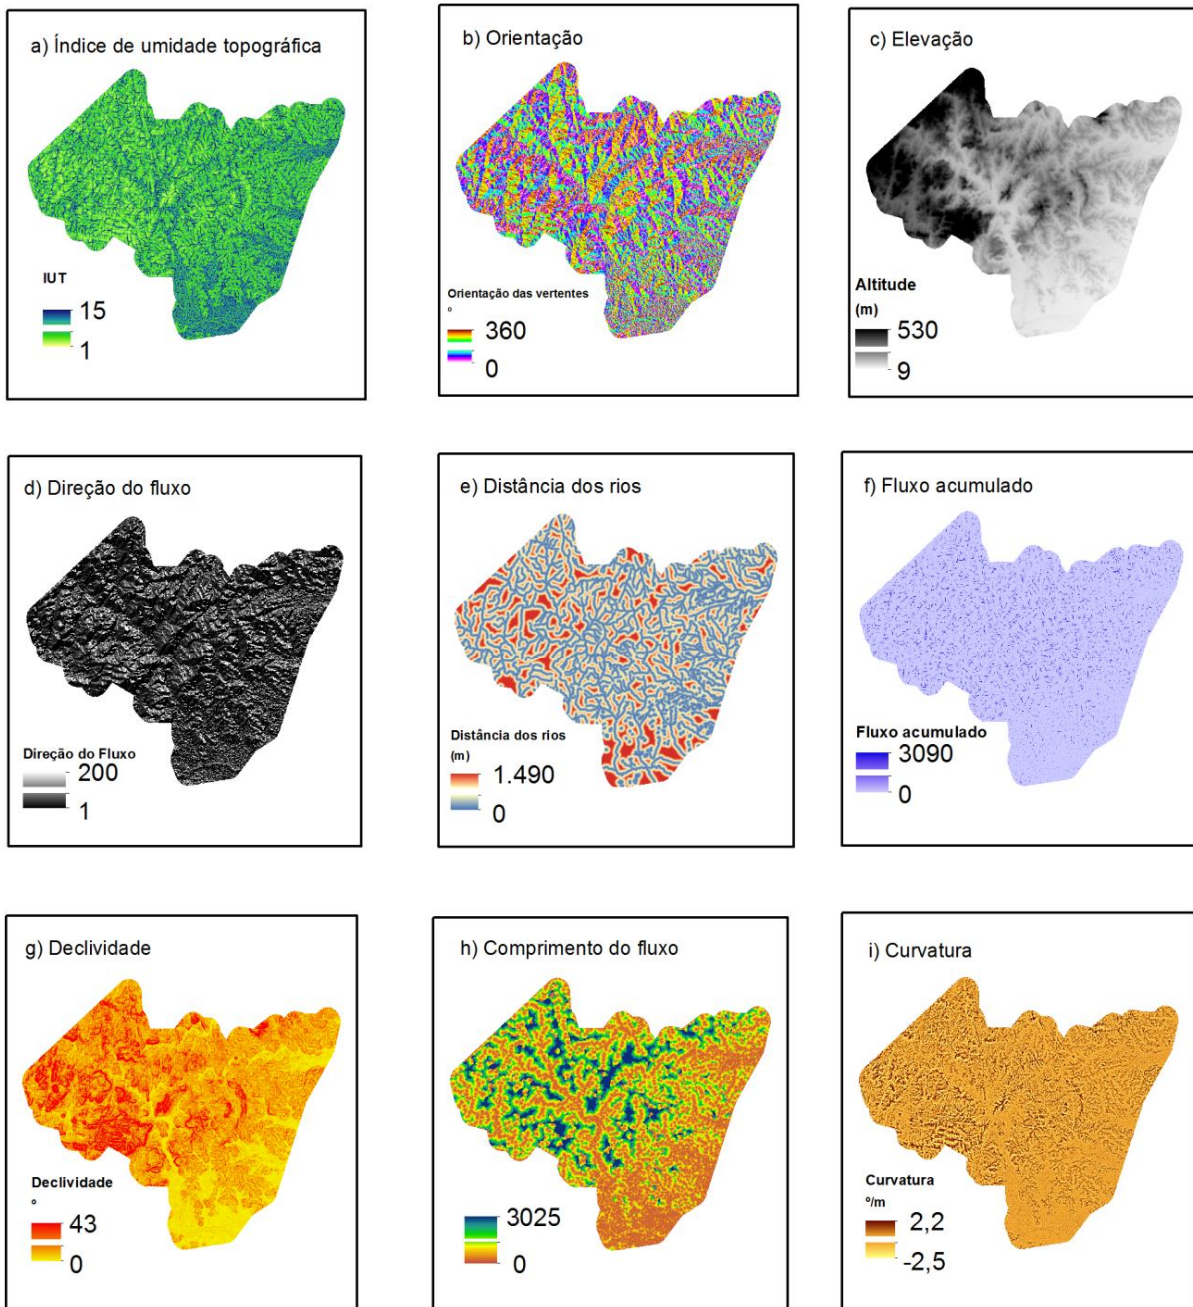 a) Índice de umidade topográfica
IUT
15
1
b) Orientação
Orientação das vertentes
º
360
0
c) Elevação
Altitude
(m)
530
9
d) Direção do fluxo
Direção do Fluxo
200
1
e) Distância dos rios
Distância dos rios
(m)
1.490
0
f) Fluxo acumulado
Fluxo acumulado
3090
0
g) Declividade
Declividade
º
43
0
h) Comprimento do fluxo
3025
0
i) Curvatura
Curvatura
º/m
2,2
-2,5